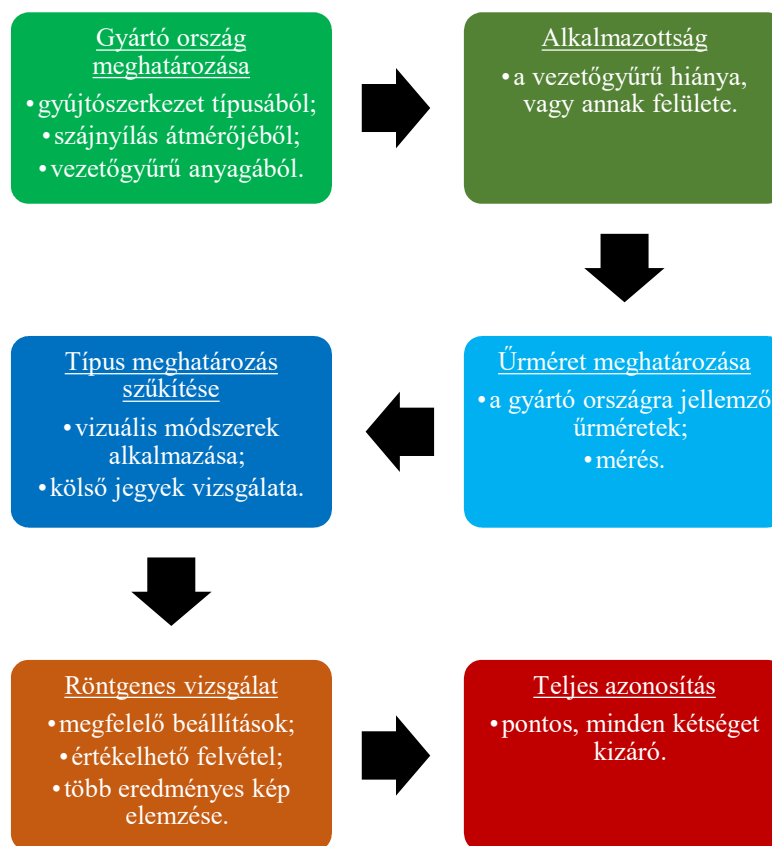 Gyártó ország
meghatározása
•gyújtószerkezet típusából;
•szájnyílás átmérőjéből;
•vezetőgyűrű anyagából.
Alkalmazottság
•a vezetőgyűrű hiánya,
vagy annak felülete.
Űrméret meghatározása
•a gyártó országra jellemző
űrméretek;
•mérés.
Típus meghatározás
szűkítése
•vizuális módszerek
alkalmazása;
•kölső jegyek vizsgálata.
Röntgenes vizsgálat
•megfelelő beállítások;
•értékelhető felvétel;
•több eredményes kép
elemzése.
Teljes azonosítás
•pontos, minden kétséget
kizáró.